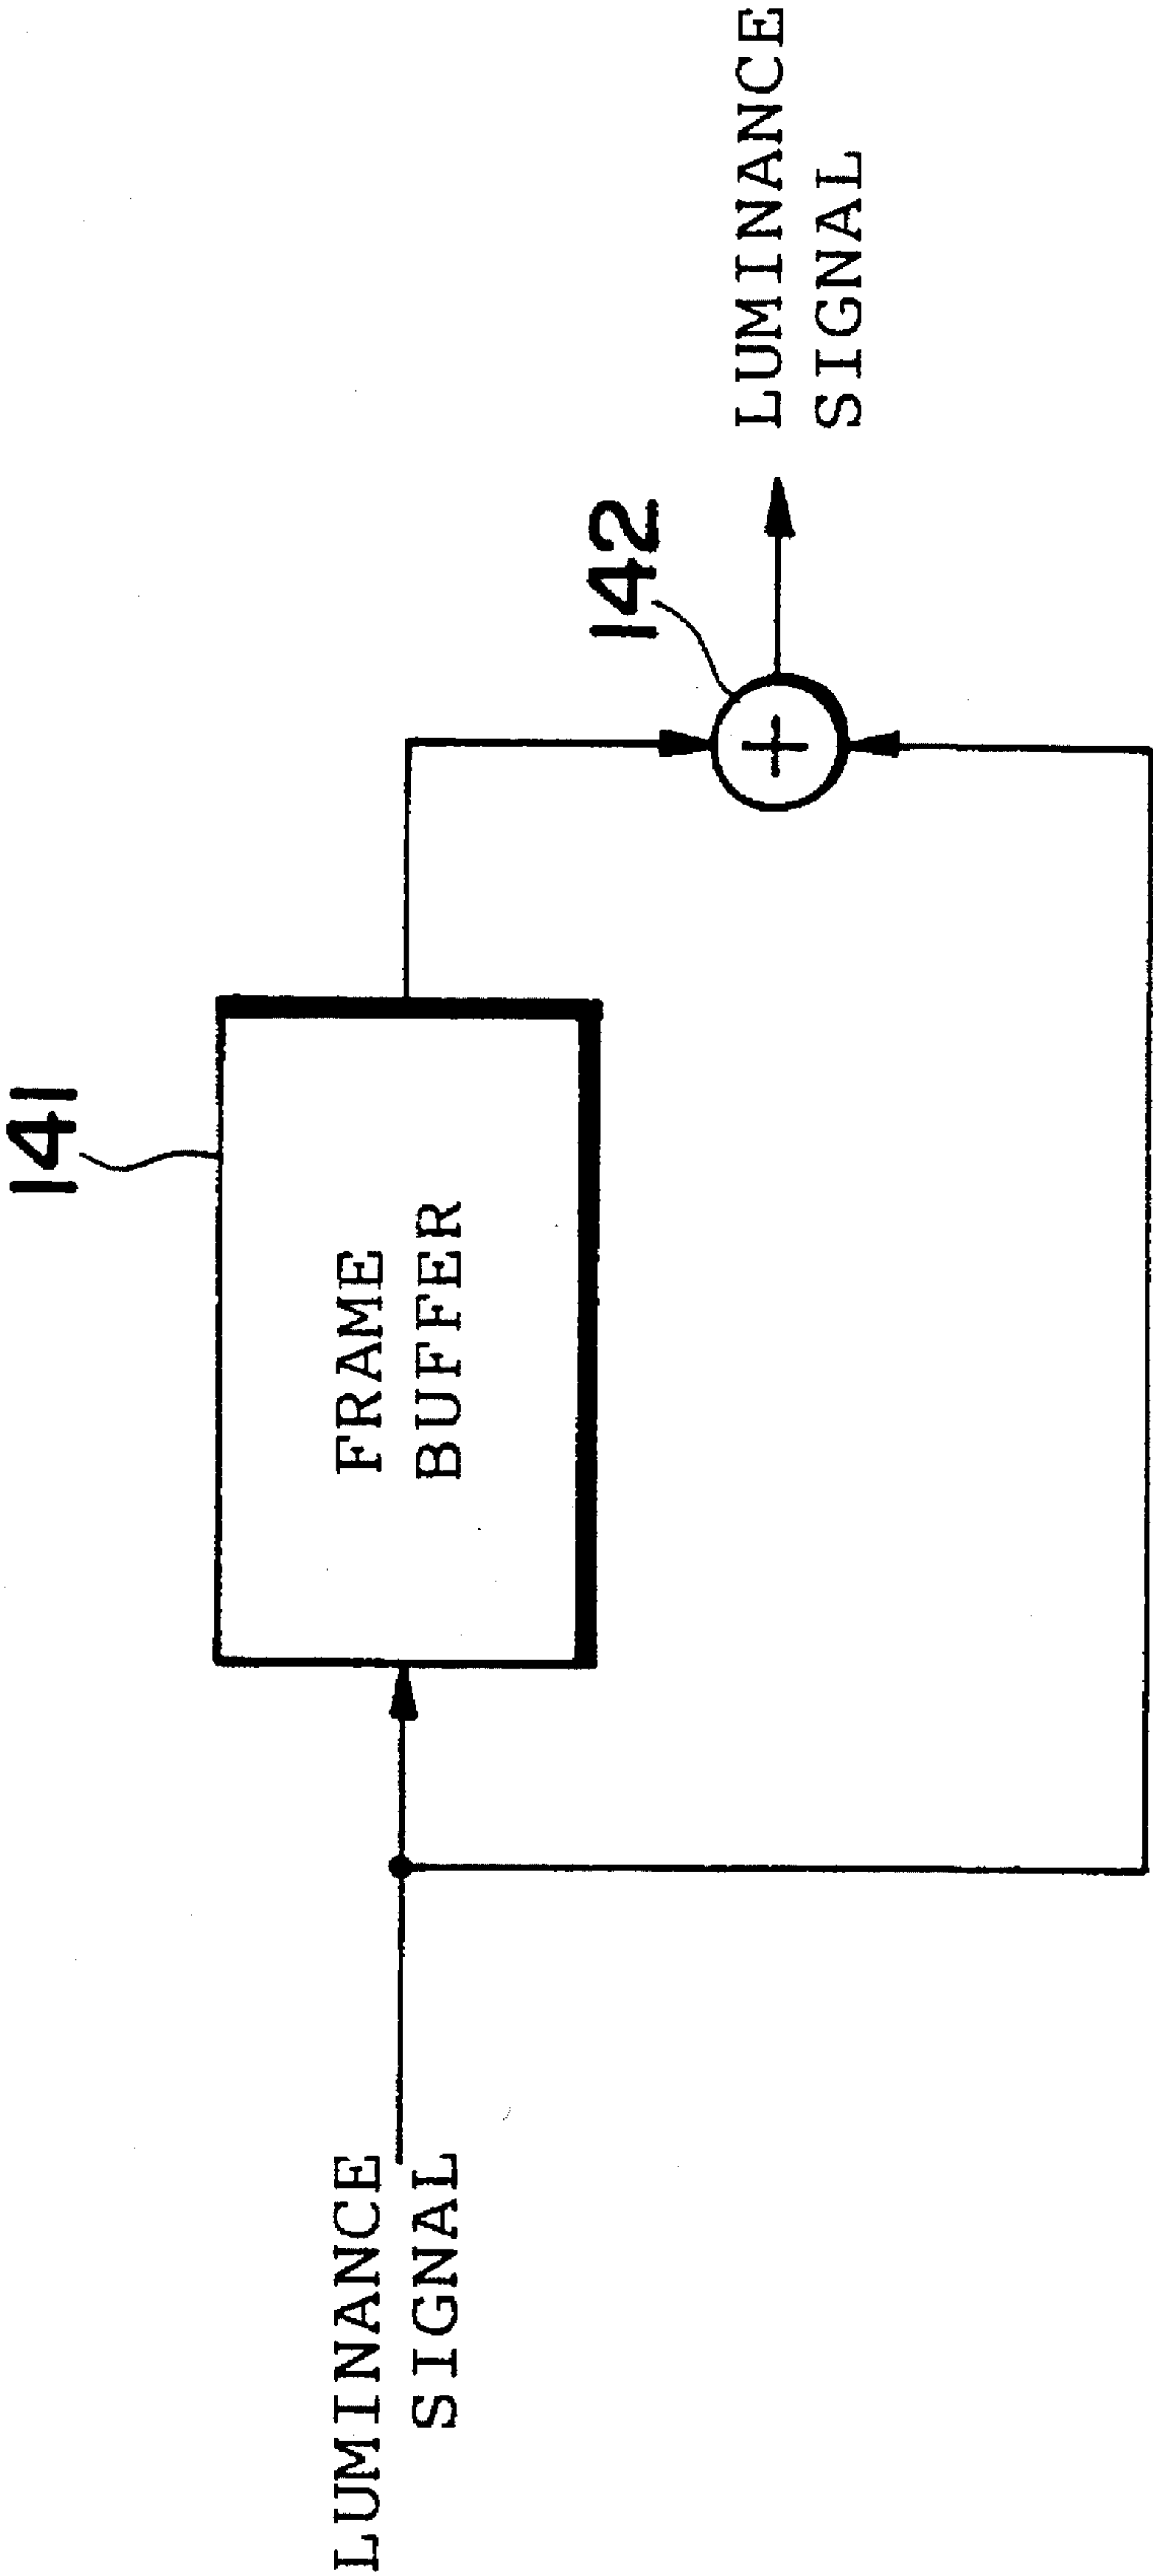 141
FRAME
BUFFER
142
LUMINANCE
SIGNAL
LUMINANCE
SIGNAL